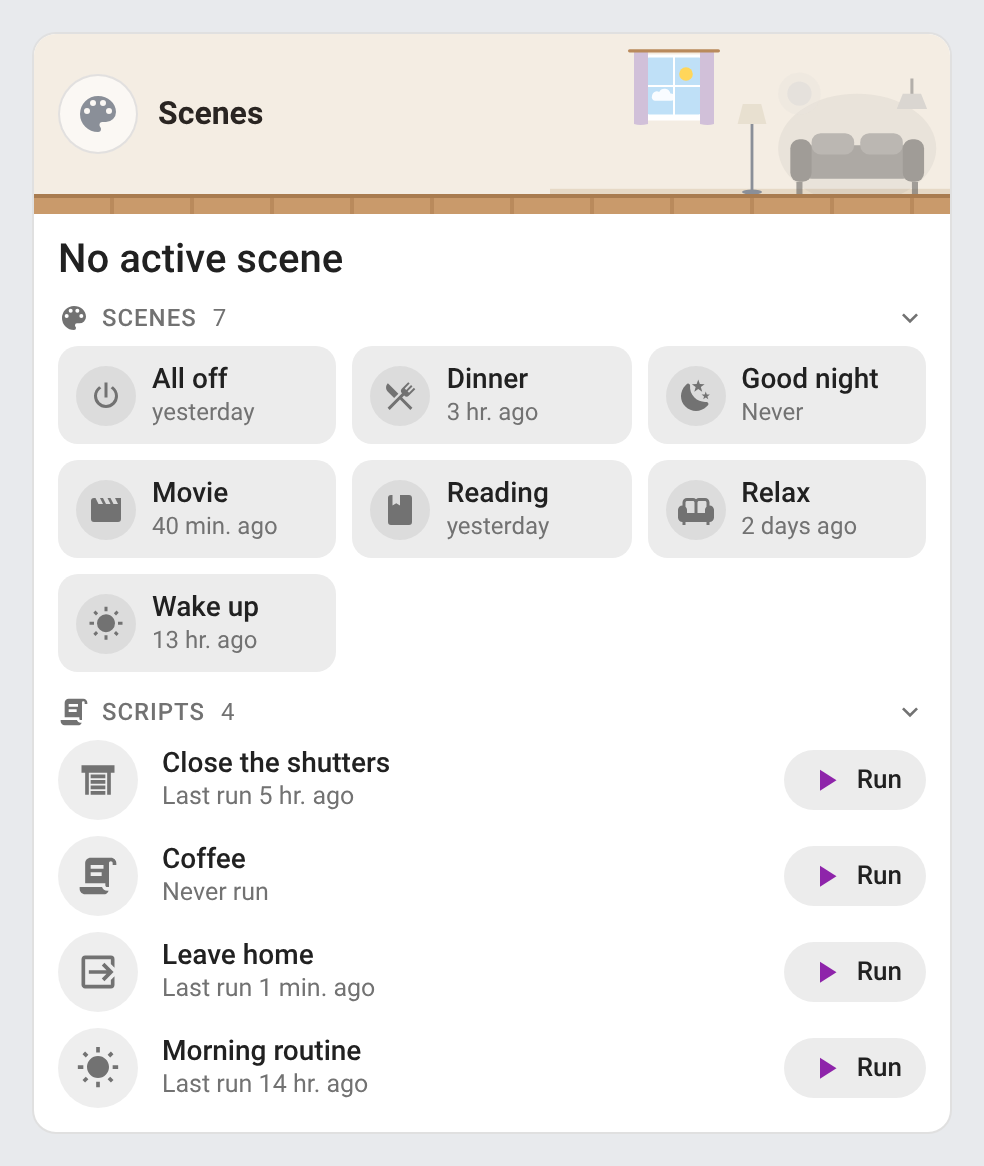 Scenes
No active scene
SCENES 7
All off
yesterday
Dinner
3 hr. ago
Good night
Never
Movie
40 min. ago
Reading
yesterday
Relax
2 days ago
Wake up
13 hr. ago
SCRIPTS 4
Close the shutters
Last run 5 hr. ago
Run
Coffee
Never run
Run
Leave home
Last run 1 min. ago
Run
Morning routine
Last run 14 hr. ago
Run